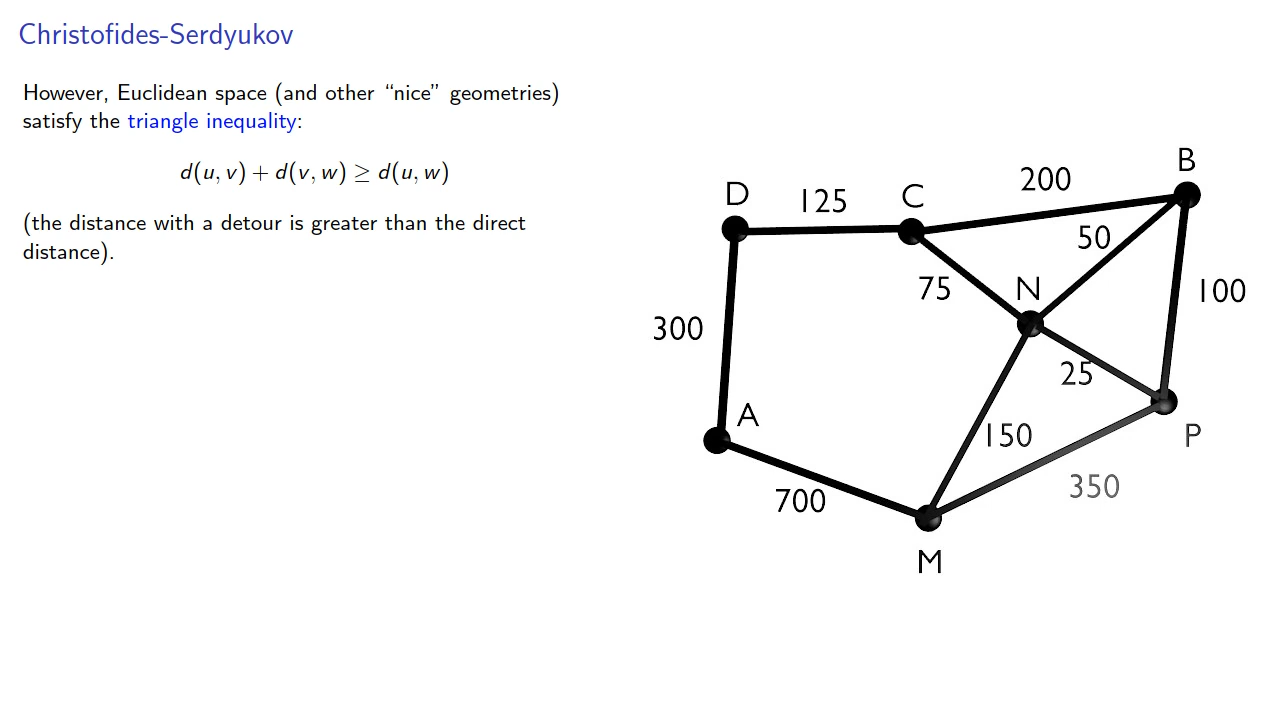 Christofides-Serdyukov
However, Euclidean space (and other “nice” geometries)
satisfy the triangle inequality:
d(u, v) + d(v, w) ≥ d(u, w)
(the distance with a detour is greater than the direct
distance).
B
200
D
125
C
50
75
N
100
300
25
A
150
P
350
700
M